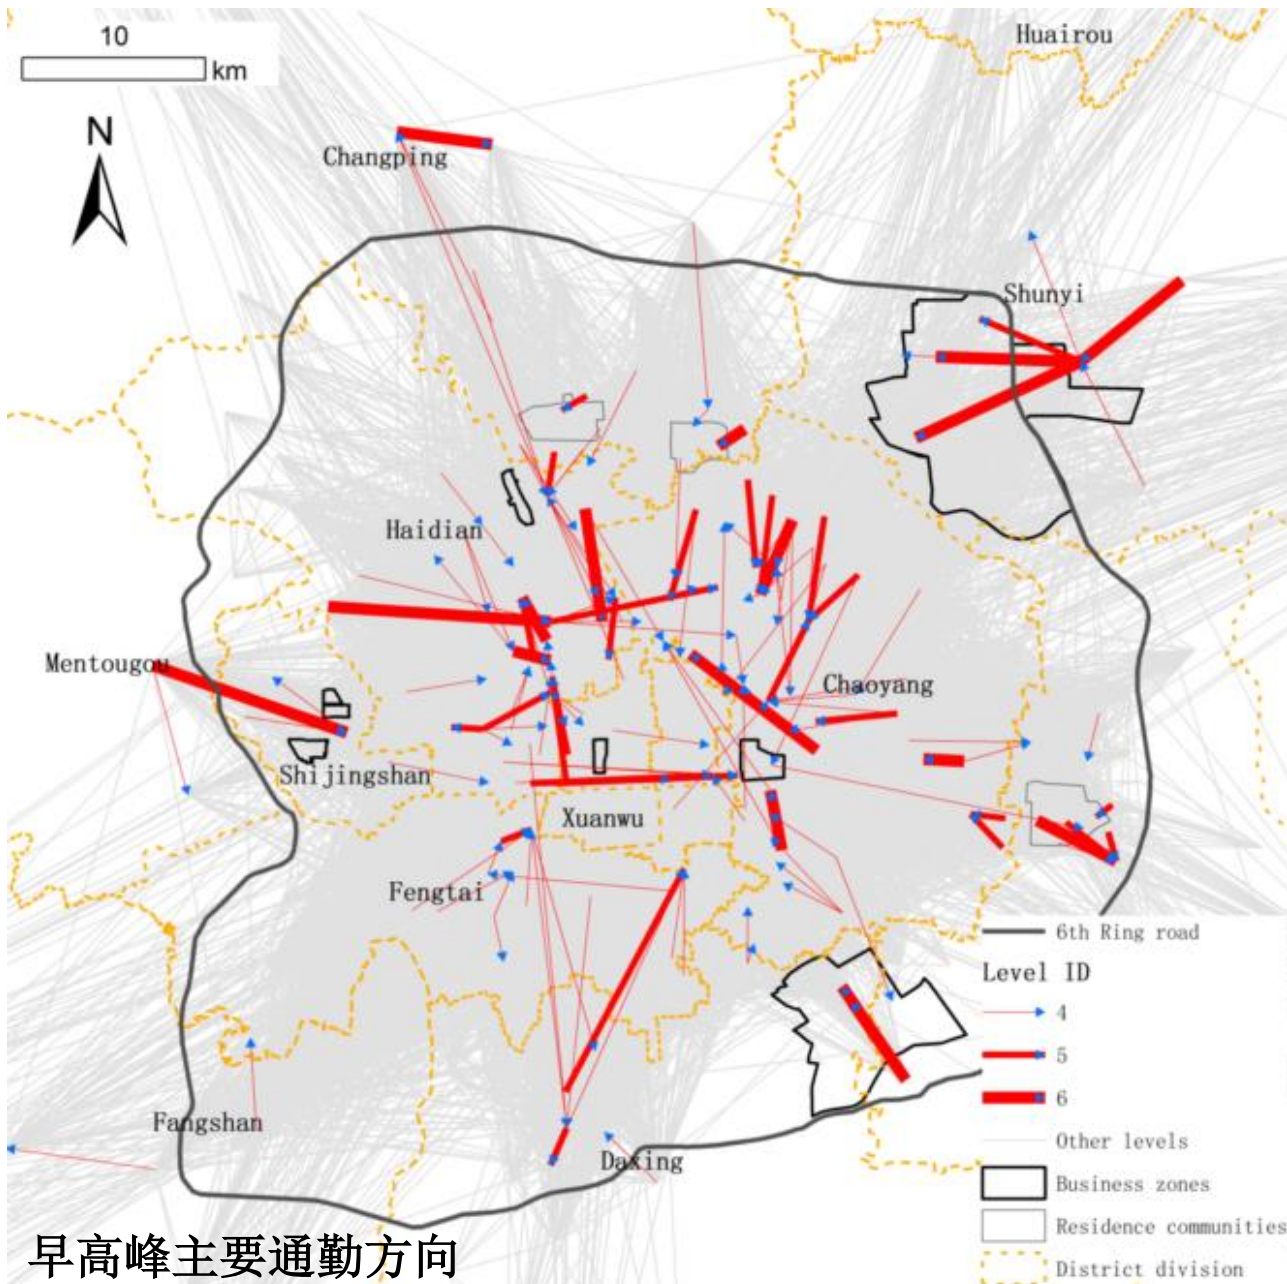 10
km
N
Huairou
Changping
Shunyi
Haidian
Mentougou
Chaoyang
Shijingshan
Xuanwu
Fengtai
Fangshan
Daxing
6th Ring road
Level ID
4
5
6
Other levels
Business zones
Residence communities
District division
早高峰主要通勤方向